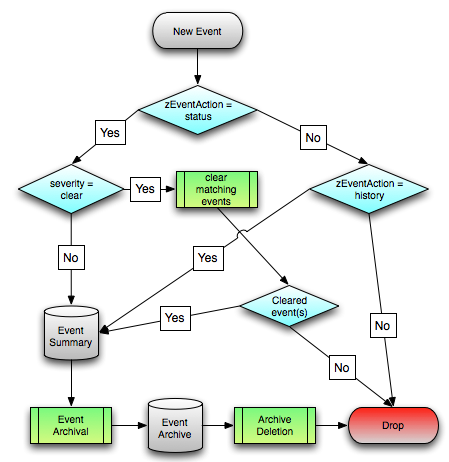 New Event
zEventAction =
status
Yes
No
severity =
clear
Yes
clear
matching
events
zEventAction =
history
No
Yes
Event
Summary
Yes
Cleared
event(s)
No
No
Event
Archival
Event
Archive
Archive
Deletion
Drop